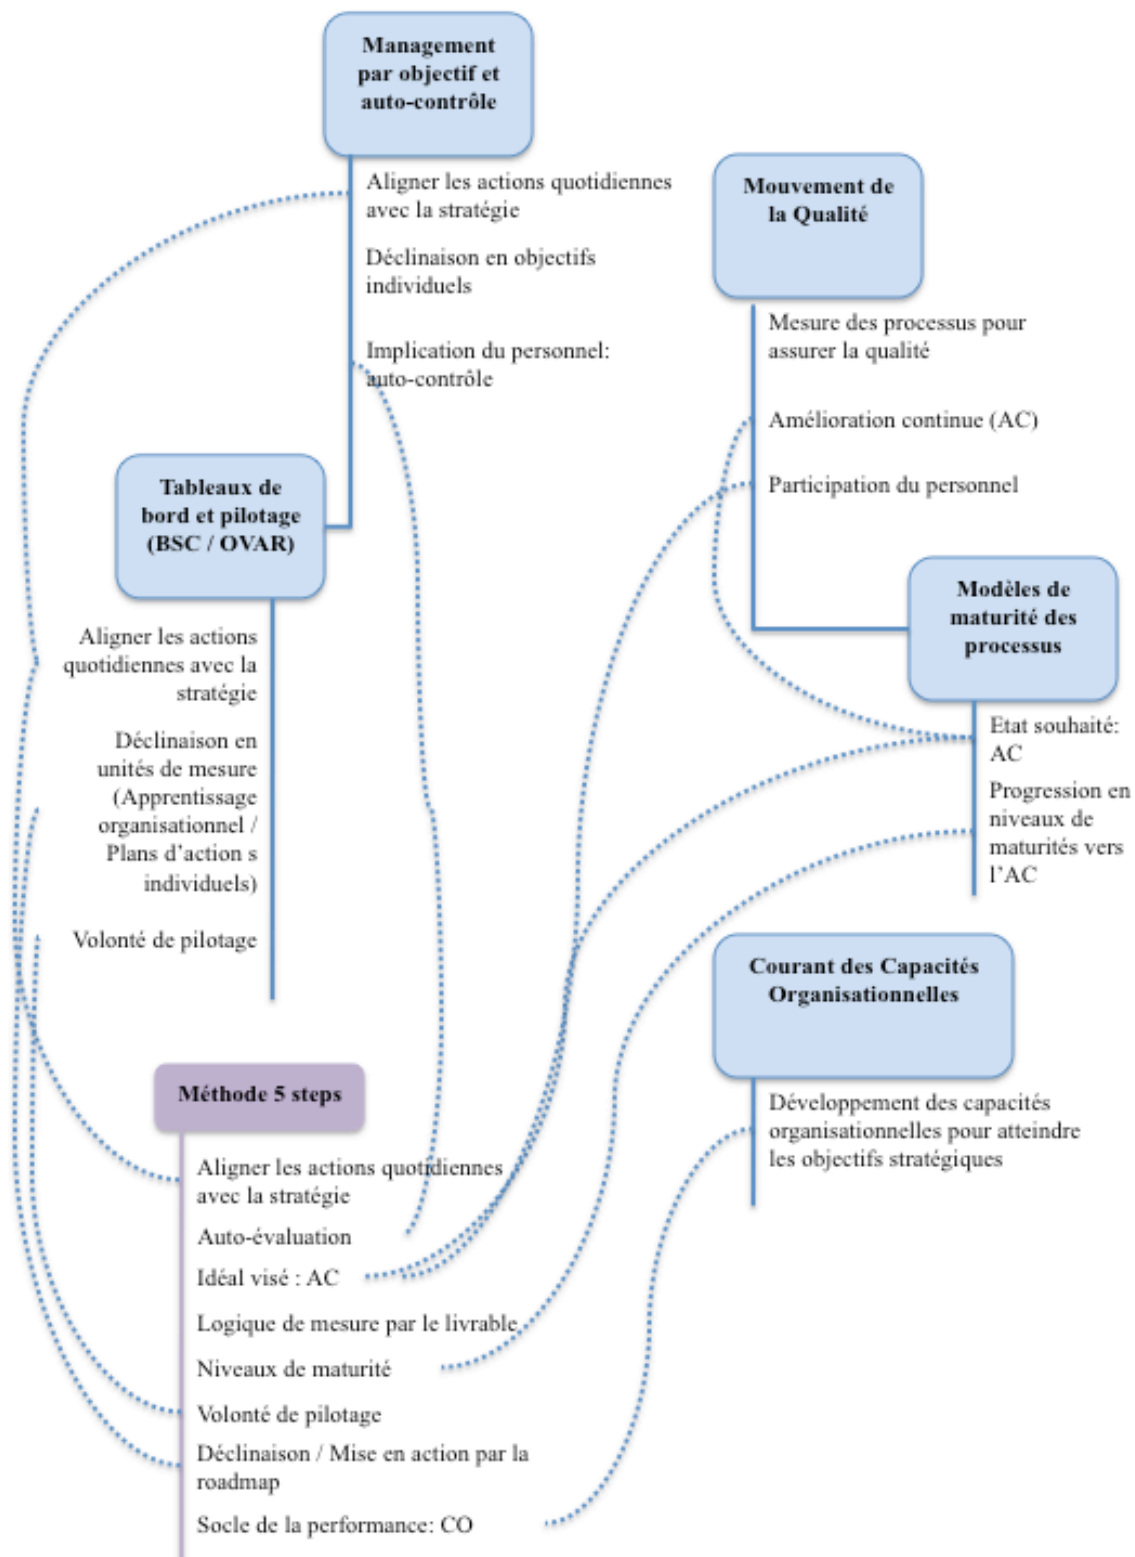 Management
par objectif et
auto-contrôle
Aligner les actions quotidiennes
avec la stratégie
Déclinaison en objectifs
individuels
Implication du personnel:
auto-contrôle
Mouvement de
la Qualité
Mesure des processus pour
assurer la qualité
Amélioration continue (AC)
Participation du personnel
Tableaux de
bord et pilotage
(BSC / OVAR)
Aligner les actions
quotidiennes avec la
stratégie
Déclinaison en
unités de mesure
(Apprentissage
organisationnel /
Plans d'action s
individuels)
Volonté de pilotage
Modèles de
maturité des
processus
Etat souhaité:
AC
Progression en
niveaux de
maturités vers
l'AC
Courant des Capacités
Organisationnelles
Développement des capacités
organisationnelles pour atteindre
les objectifs stratégiques
Méthode 5 steps
Aligner les actions quotidiennes
avec la stratégie
Auto-évaluation
Idéal visé : AC
Logique de mesure par le livrable
Niveaux de maturité
Volonté de pilotage
Déclinaison / Mise en action par la
roadmap
Socle de la performance: CO